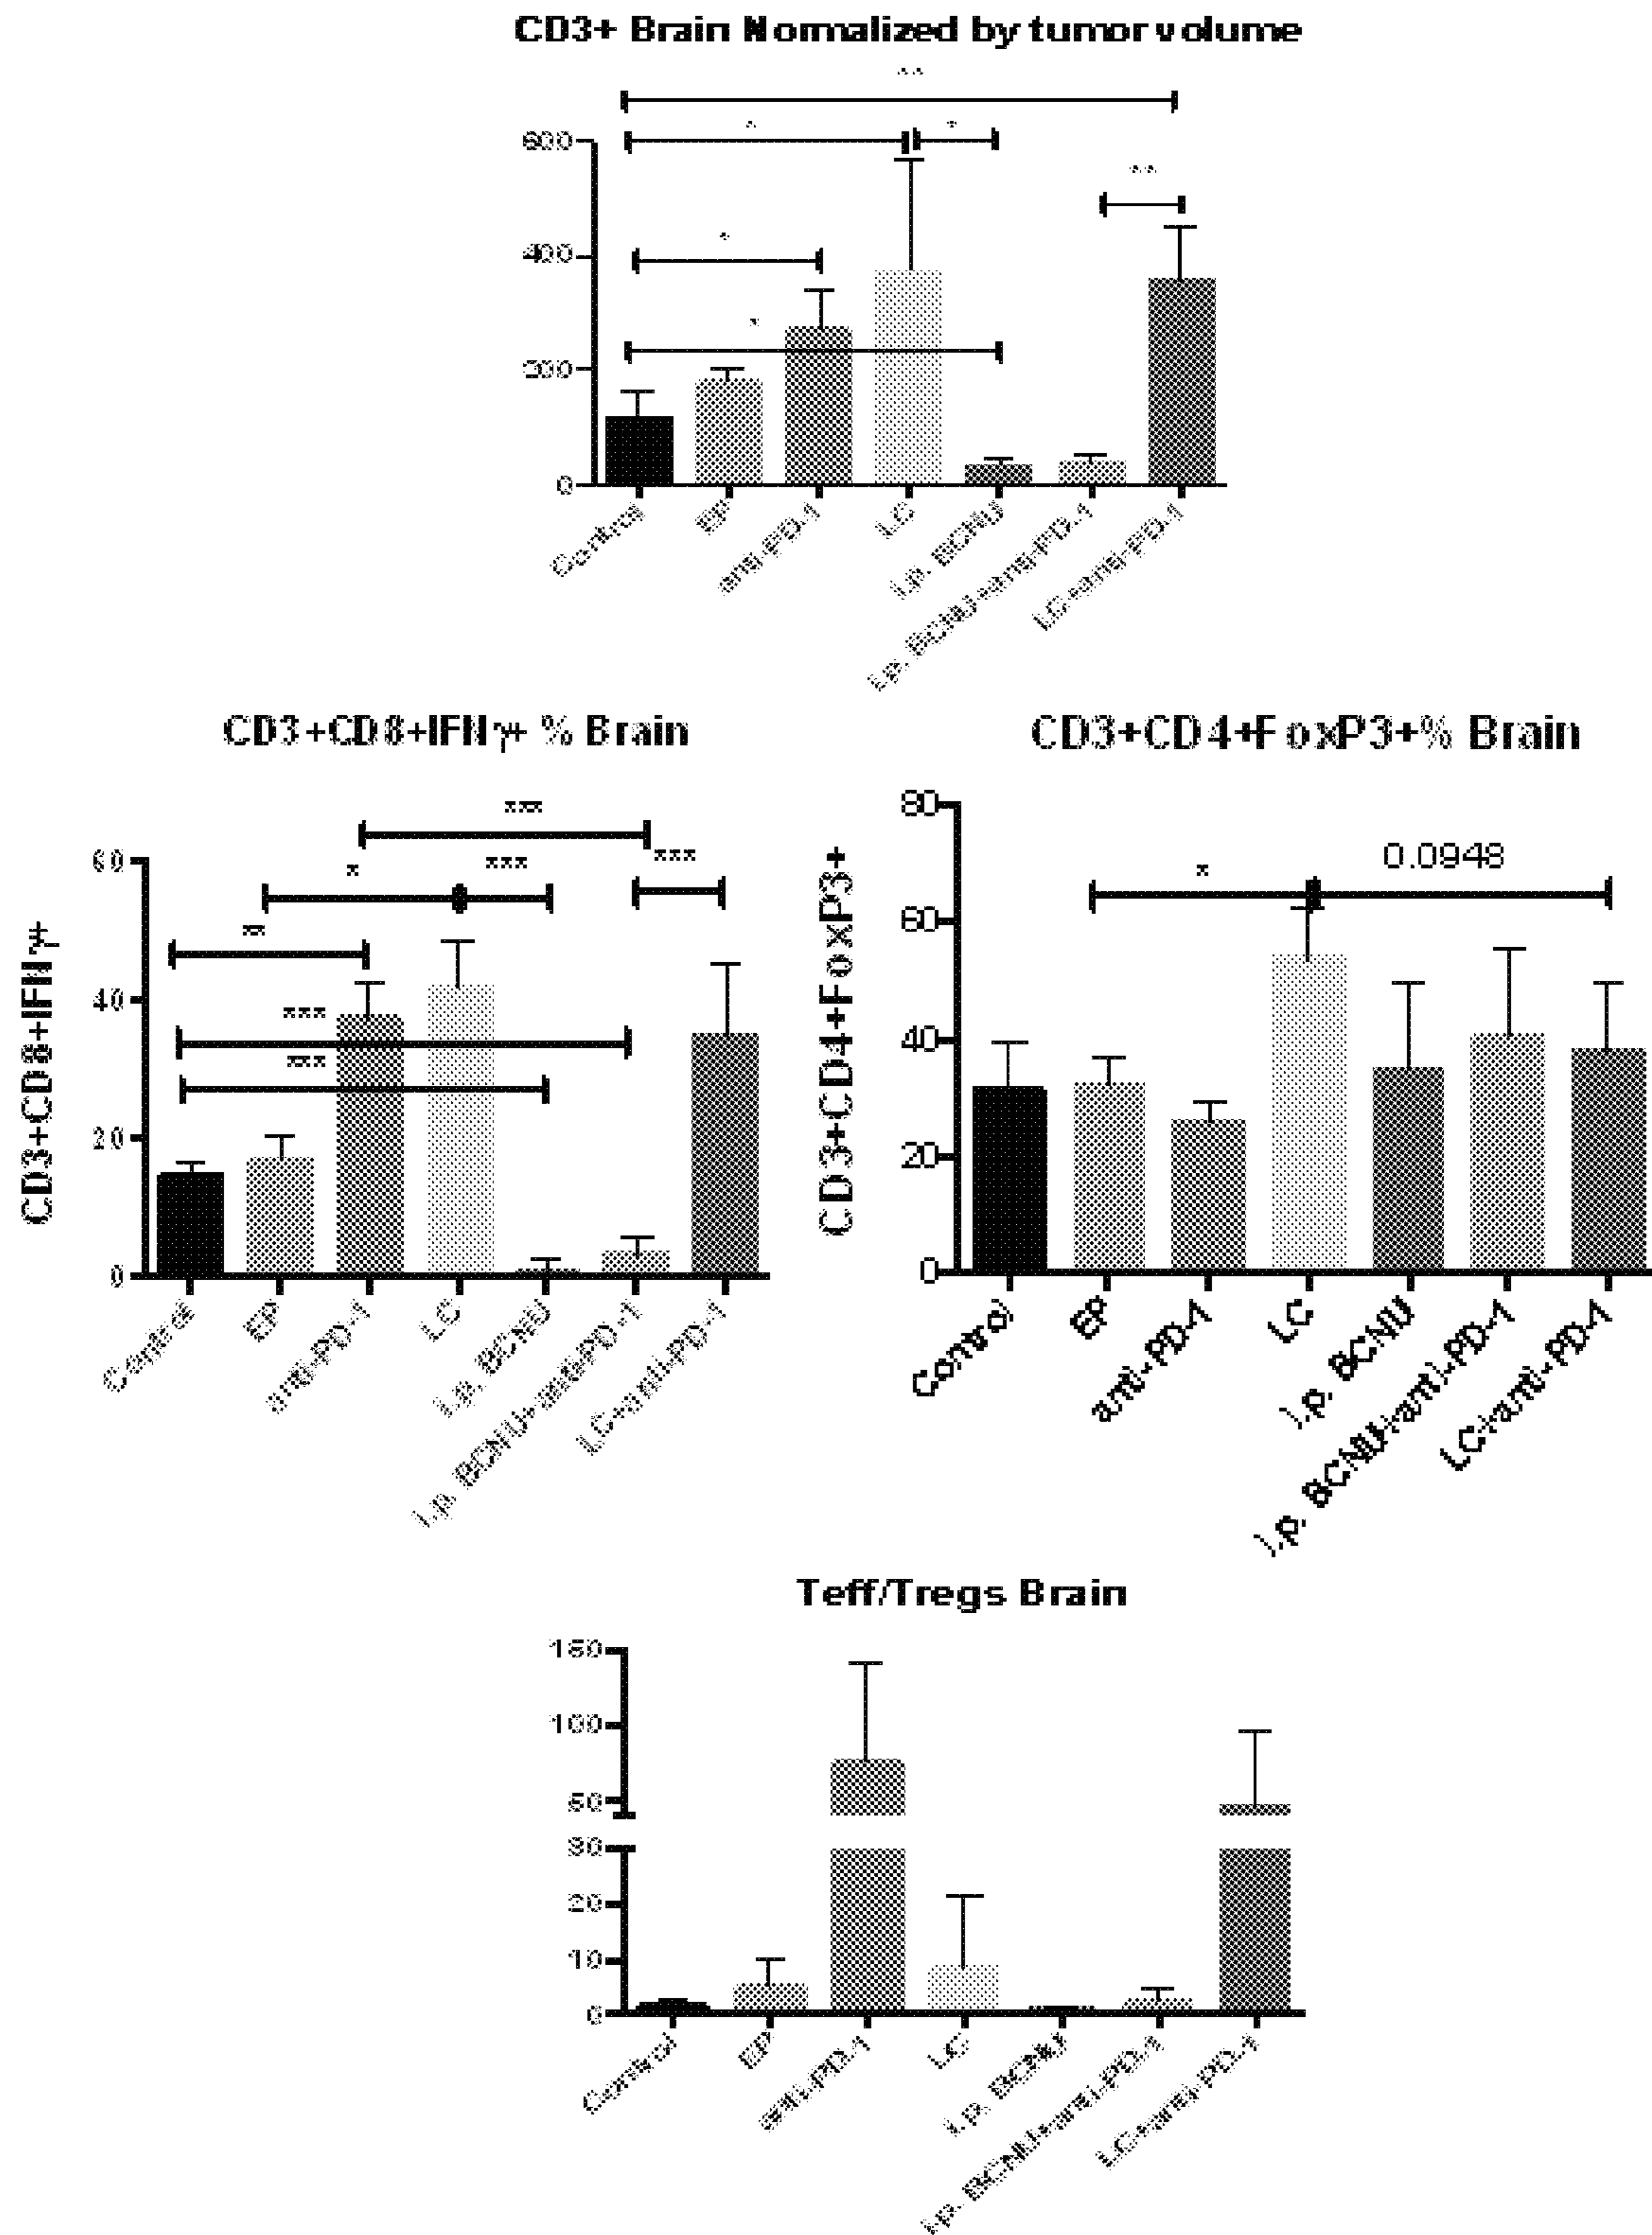 CD3+ Brain Normalized by tumor volume
**
*
*
600
**
*
400
*
200
0
Control
EP
anti-PD-1
LC
i.p. BCNU
i.p. BCNU+anti-PD-1
LC+anti-PD-1
CD3+CD8+IFNγ+ % Brain
CD3+CD8+IFNγ+
***
60
*
***
***
**
40
***
***
20
0
Control
EP
anti-PD-1
LC
i.p. BCNU
i.p. BCNU+anti-PD-1
LC+anti-PD-1
CD3+CD4+FoxP3+% Brain
CD3+CD4+FoxP3+
80
*
0.0948
60
40
20
0
Control
EP
anti-PD-1
LC
i.p. BCNU
i.p. BCNU+anti-PD-1
LC+anti-PD-1
Teff/Tregs Brain
150
100
50
30
20
10
0
Control
EP
anti-PD-1
LC
i.p. BCNU
i.p. BCNU+anti-PD-1
LC+anti-PD-1